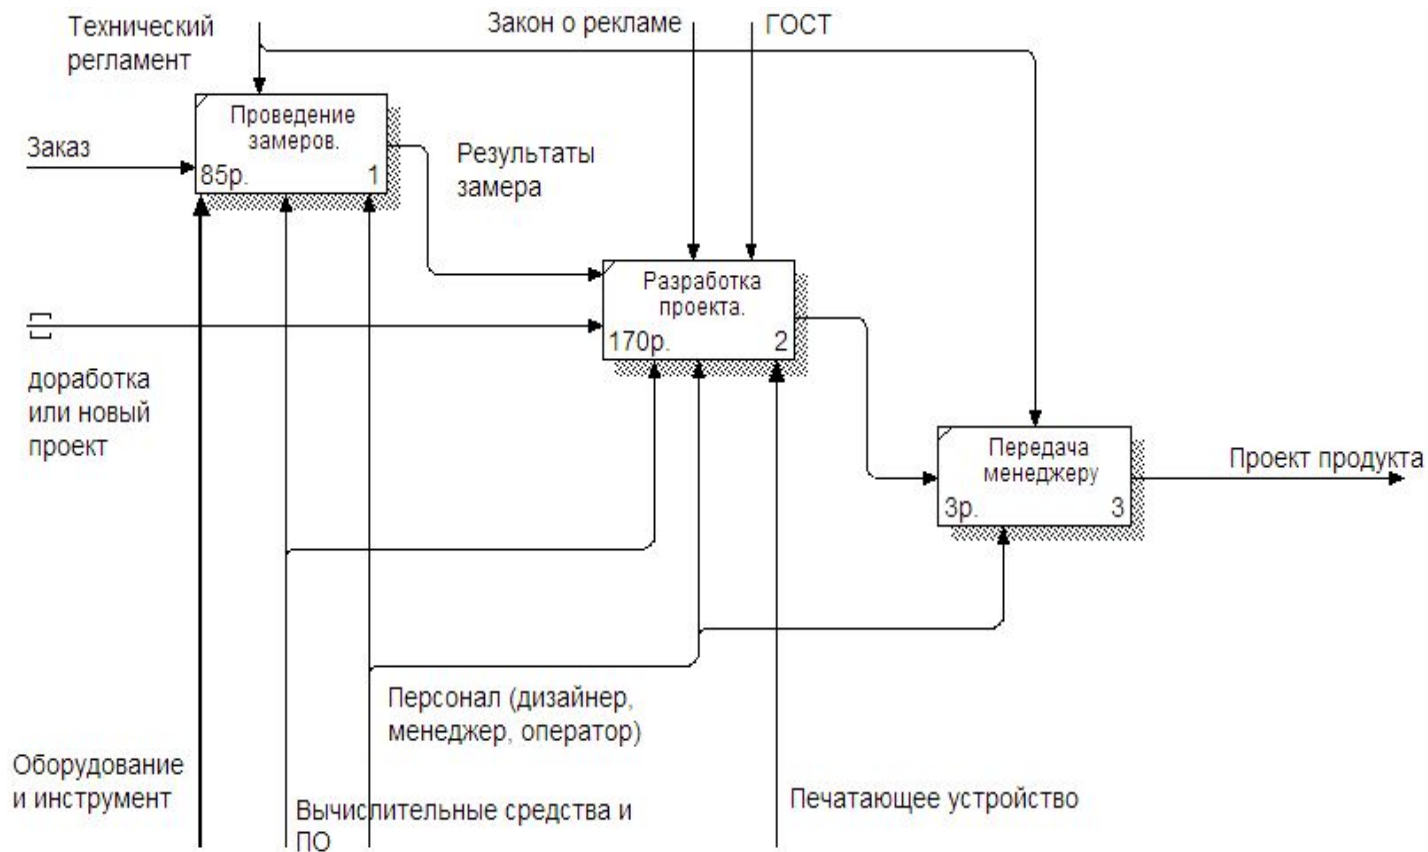 Технический
регламент
Закон о рекламе
ГОСТ
Проведение
замеров.
85р.
1
Заказ
Результаты
замера
Разработка
проекта.
170р.
2
доработка
или новый
проект
Передача
менеджеру
3р.
3
Проект продукта
Персонал (дизайнер,
менеджер, оператор)
Оборудование
и инструмент
Вычислительные средства и
ПО
Печатающее устройство